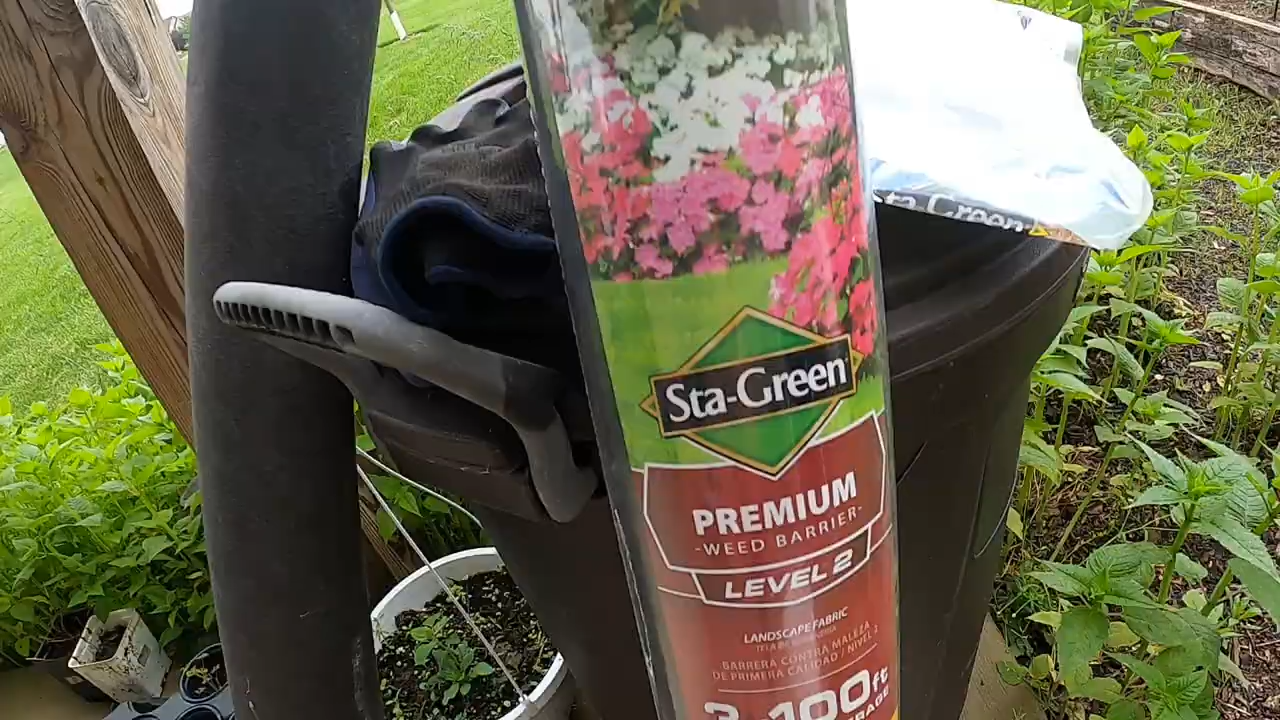 Sta-Green
Sta-Green
PREMIUM
-WEED BARRIER-
LEVEL 2
LANDSCAPE FABRIC
BARRERA CONTRA MALEZA
DE PRIMERA CALIDAD / NIVEL 2
100ft